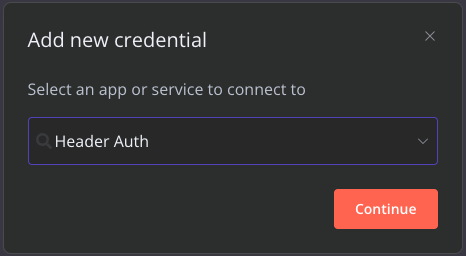 Add new credential
Select an app or service to connect to
Header Auth
Continue